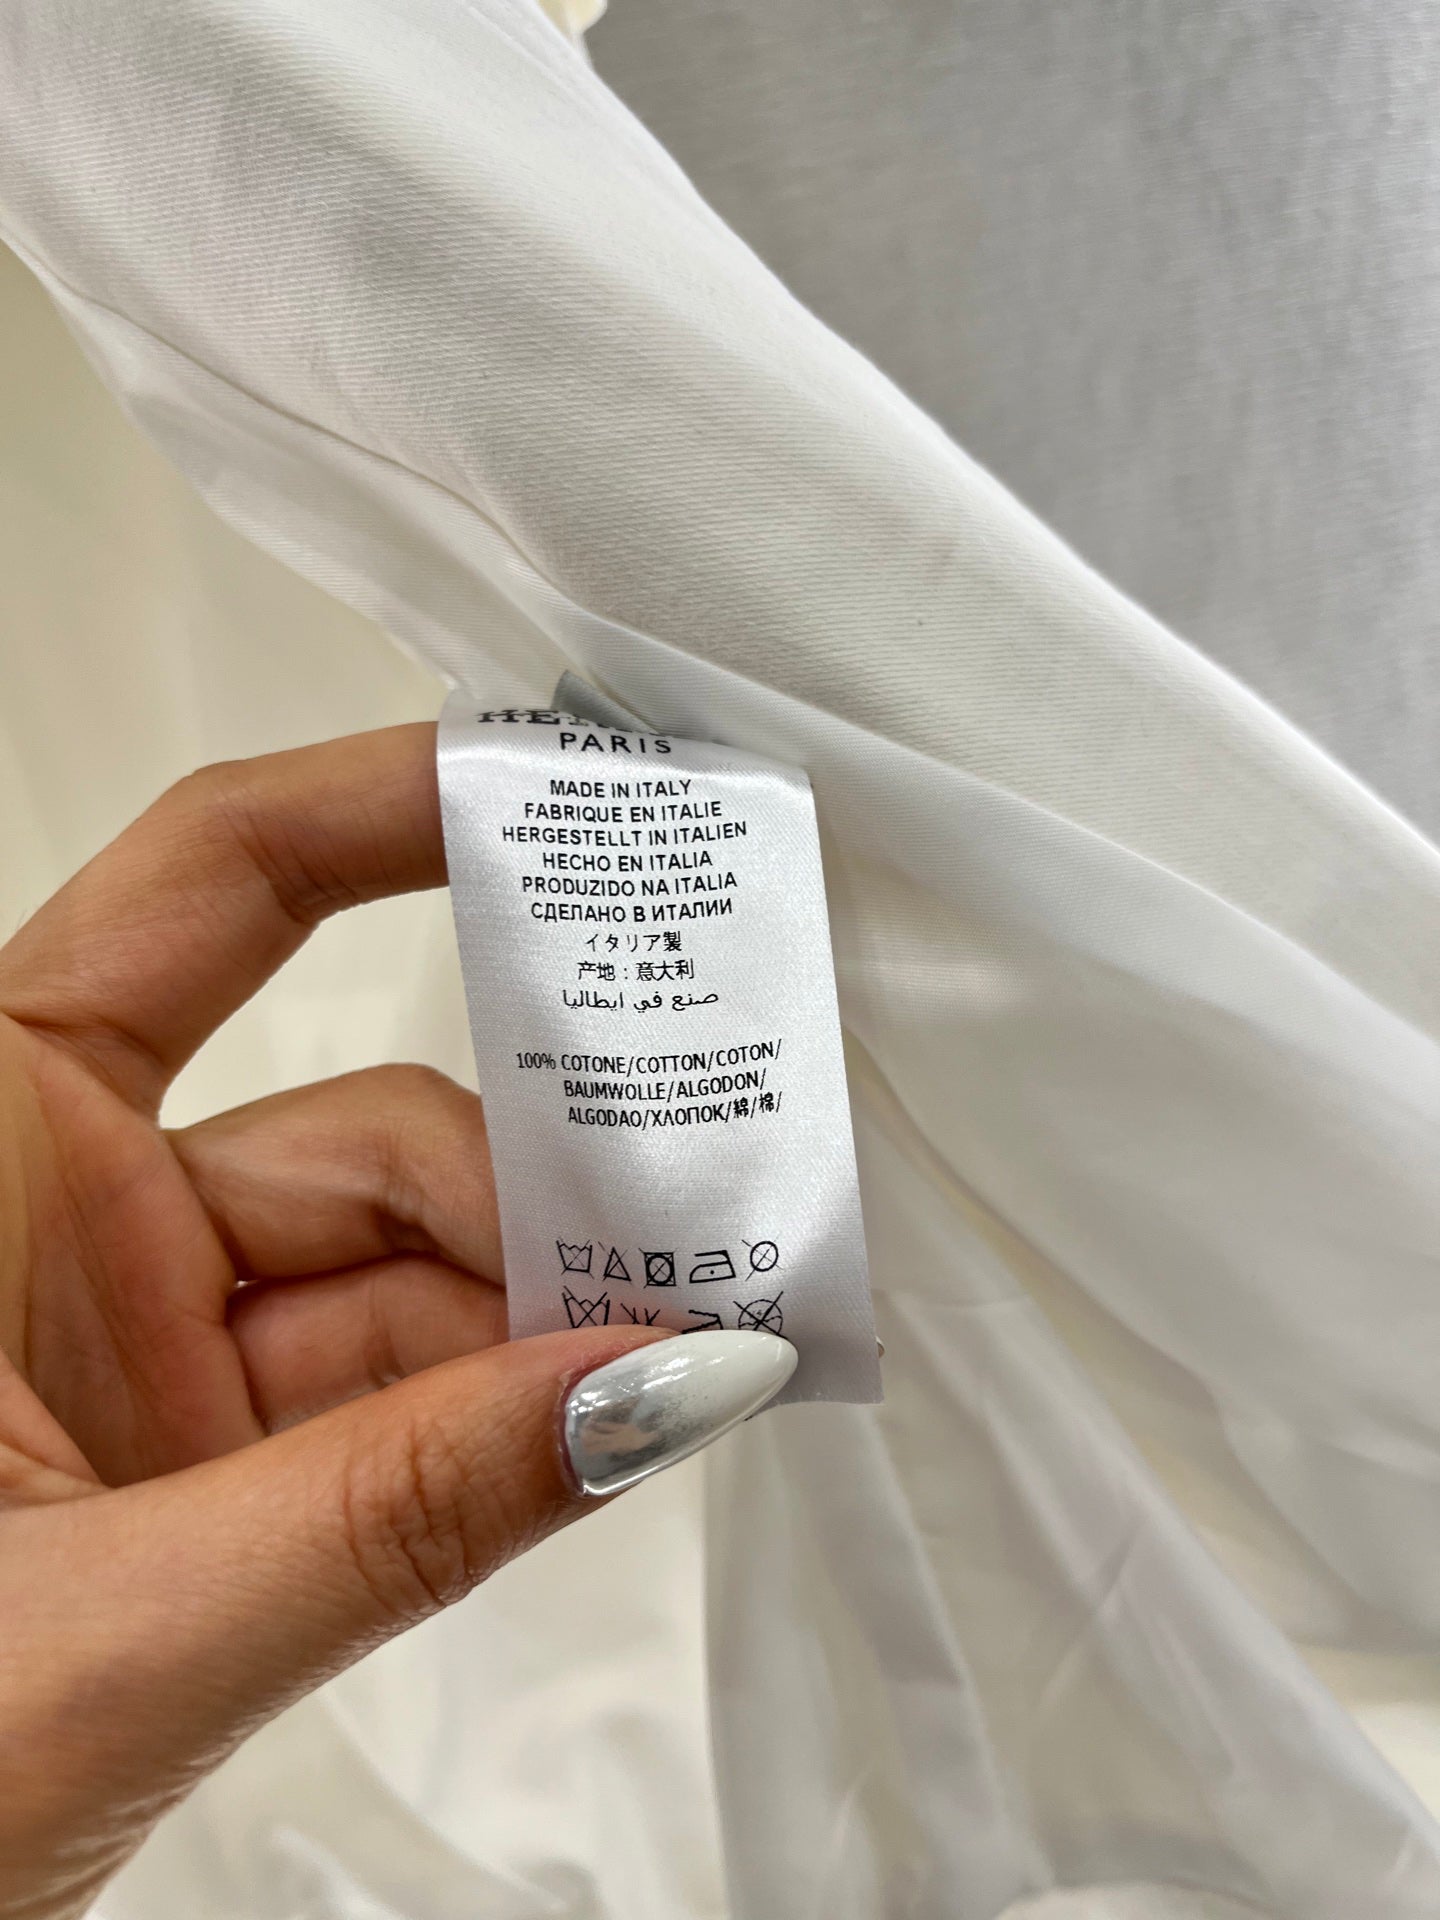 PARIS
MADE IN ITALY
FABRIQUE EN ITALIE
HERGESTELLT IN ITALIEN
HECHO EN ITALIA
PRODUZIDO NA ITALIA
СДЕЛАНО В ИТАЛИИ
イタリア製
产地：意大利
صنع في ايطاليا
100% COTONE/COTTON/COTON/
BAUMWOLLE/ALGODON/
ALGODAO/ΧΛΟΠΟΚ/綿/棉/